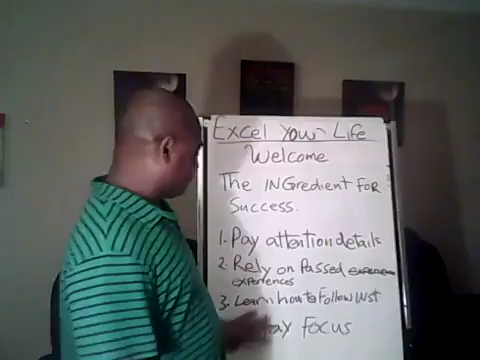 Excel Your Life
Welcome
The INGredient FOR
Success.
1. Pay attention details
2. Rely on Passed
experiences
3. Learn how to Follow INST
tay FOCUS